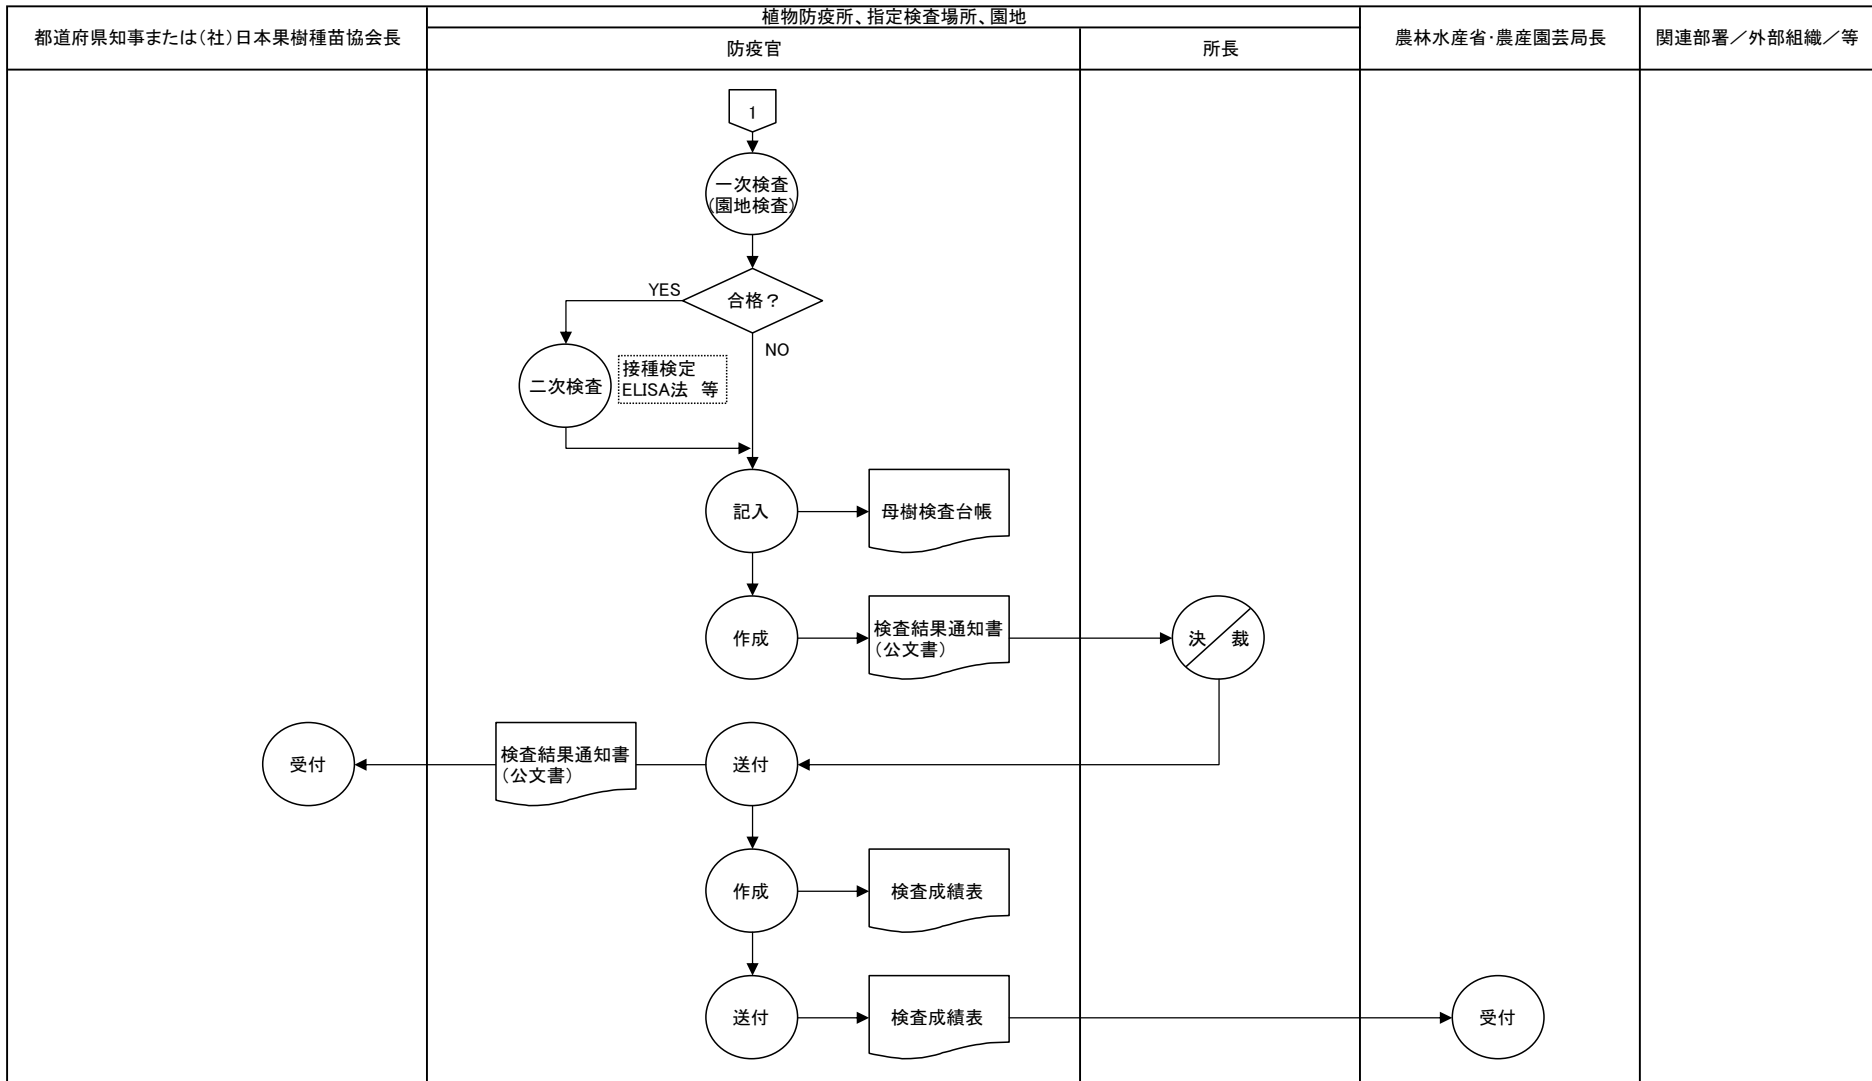 都道府県知事または(社)日本果樹種苗協会長
植物防疫所、指定検査場所、園地
防疫官
所長
農林水産省・農産園芸局長
関連部署／外部組織／等
1
一次検査
(園地検査)
合格？
YES
NO
二次検査
接種検定
ELISA法 等
記入
母樹検査台帳
作成
検査結果通知書
(公文書)
決 裁
受付
検査結果通知書
(公文書)
送付
作成
検査成績表
送付
検査成績表
受付